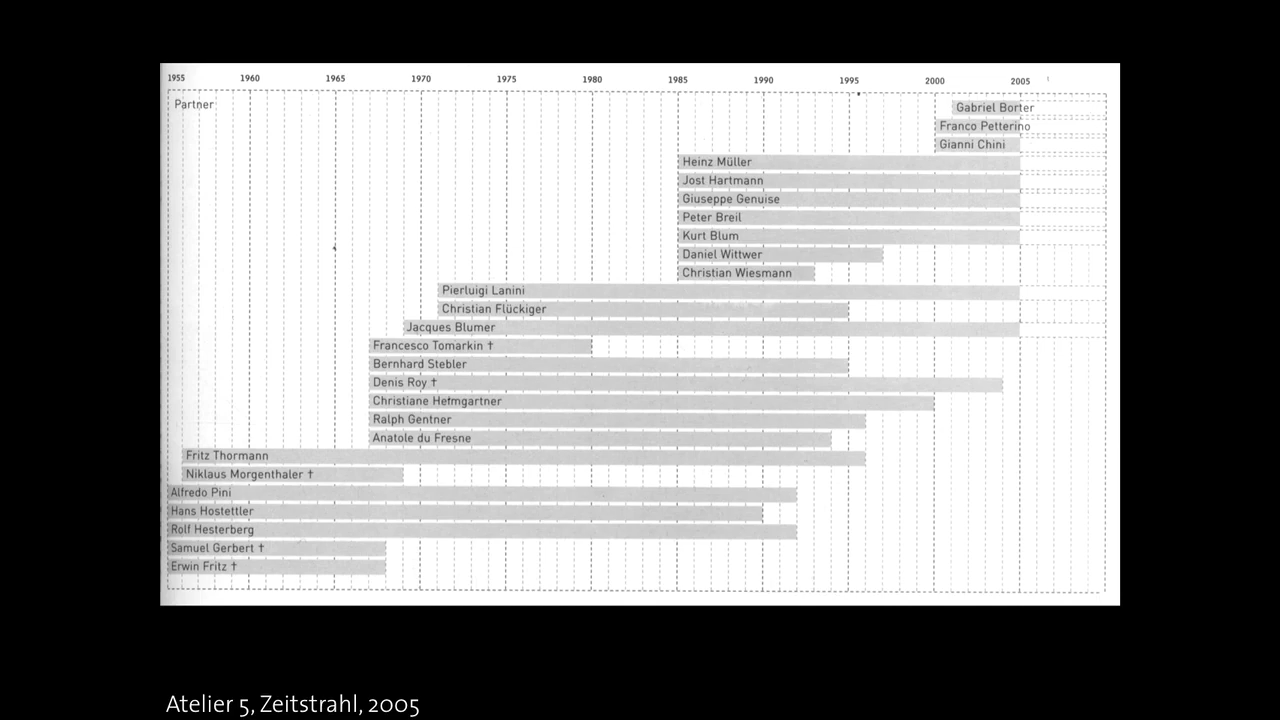 1955 1960 1965 1970 1975 1980 1985 1990 1995 2000 2005
Partner
Gabriel Borter
Franco Petterino
Gianni Chini
Heinz Müller
Jost Hartmann
Giuseppe Genuise
Peter Breil
Kurt Blum
Daniel Wittwer
Christian Wiesmann
Pierluigi Lanini
Christian Flückiger
Jacques Blumer
Francesco Tomarkin †
Bernhard Stebler
Denis Roy †
Christiane Heimgartner
Ralph Gentner
Anatole du Fresne
Fritz Thormann
Niklaus Morgenthaler †
Alfredo Pini
Hans Hostettler
Rolf Hesterberg
Samuel Gerbert †
Erwin Fritz †
Atelier 5, Zeitstrahl, 2005